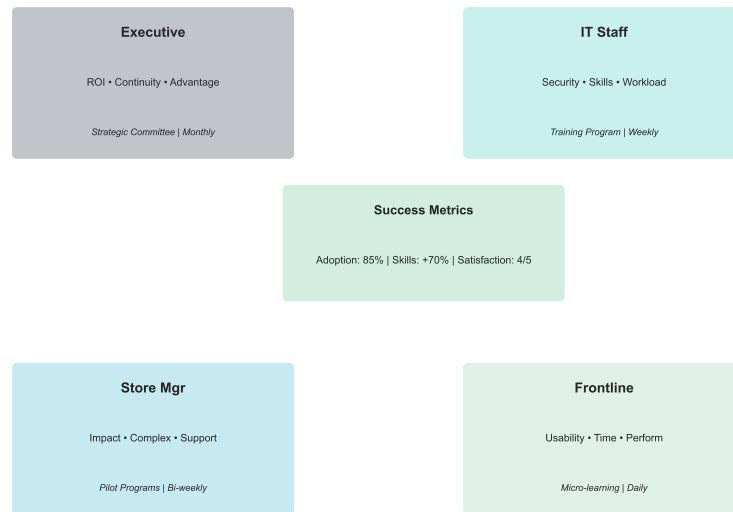 Executive
ROI • Continuity • Advantage
Strategic Committee | Monthly
IT Staff
Security • Skills • Workload
Training Program | Weekly
Success Metrics
Adoption: 85% | Skills: +70% | Satisfaction: 4/5
Store Mgr
Impact • Complex • Support
Pilot Programs | Bi-weekly
Frontline
Usability • Time • Perform
Micro-learning | Daily